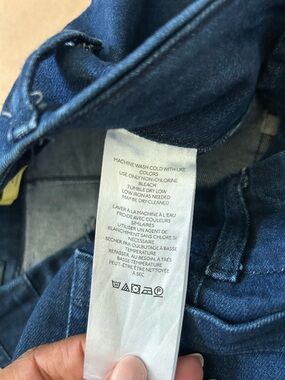 MACHINE WASH COLD WITH LIKE
COLORS
USE ONLY NON-CHLORINE
BLEACH
TUMBLE DRY LOW
LOW IRON AS NEEDED
MAY BE DRY CLEANED
LAVER À LA MACHINE À L'EAU
FROIDE AVEC COULEURS
SIMILAIRES
UTILISER UN AGENT DE
BLANCHIMENT SANS CHLORE SI
NÉCESSAIRE
SÉCHER PAR CULBUTAGE À BASSE
TEMPÉRATURE
REPASSER, AU BESOIN, À TRÈS
BASSE TEMPÉRATURE
PEUT-ÊTRE ÊTRE NETTOYÉ
À SEC